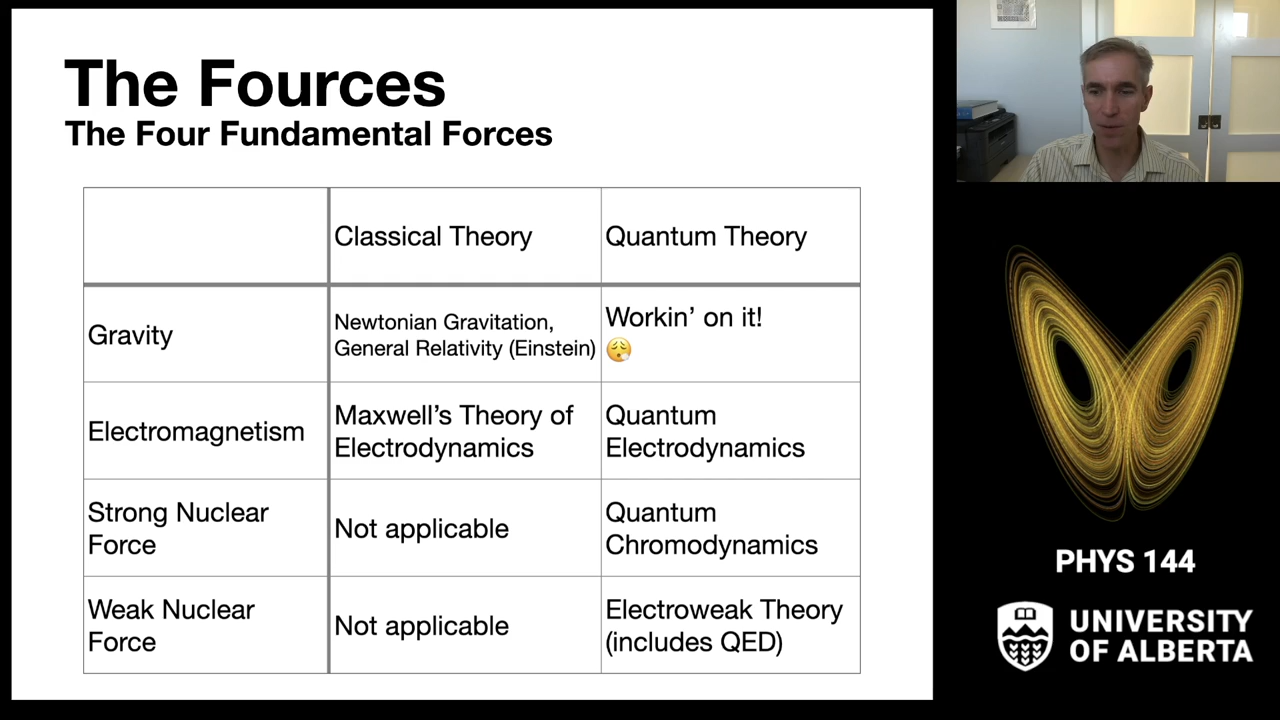 The Fources
The Four Fundamental Forces
Classical Theory
Quantum Theory
Gravity
Newtonian Gravitation,
General Relativity (Einstein)
Workin’ on it!
😮‍💨
Electromagnetism
Maxwell’s Theory of
Electrodynamics
Quantum
Electrodynamics
Strong Nuclear
Force
Not applicable
Quantum
Chromodynamics
Weak Nuclear
Force
Not applicable
Electroweak Theory
(includes QED)
PHYS 144
UNIVERSITY
OF ALBERTA